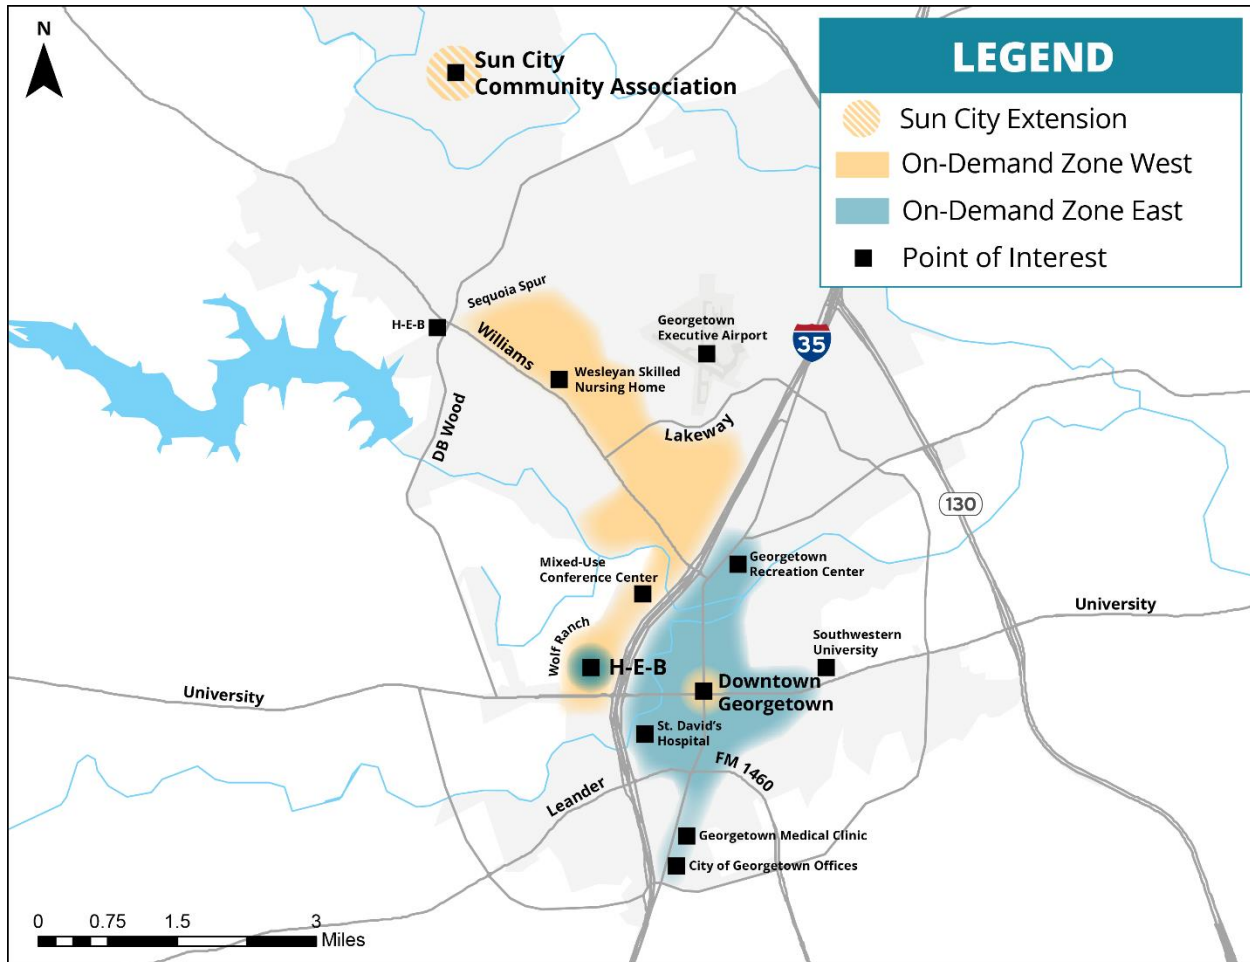 N
Sun City
Community Association
LEGEND
Sun City Extension
On-Demand Zone West
On-Demand Zone East
Point of Interest
Sequoia Spur
H-E-B
Williams
Georgetown
Executive Airport
35
Wesleyan Skilled
Nursing Home
DB Wood
Lakeway
130
Mixed-Use
Conference Center
Georgetown
Recreation Center
University
Wolf Ranch
H-E-B
Southwestern
University
University
Downtown
Georgetown
St. David's
Hospital
FM 1460
Leander
Georgetown Medical Clinic
City of Georgetown Offices
0 0.75 1.5 3
Miles